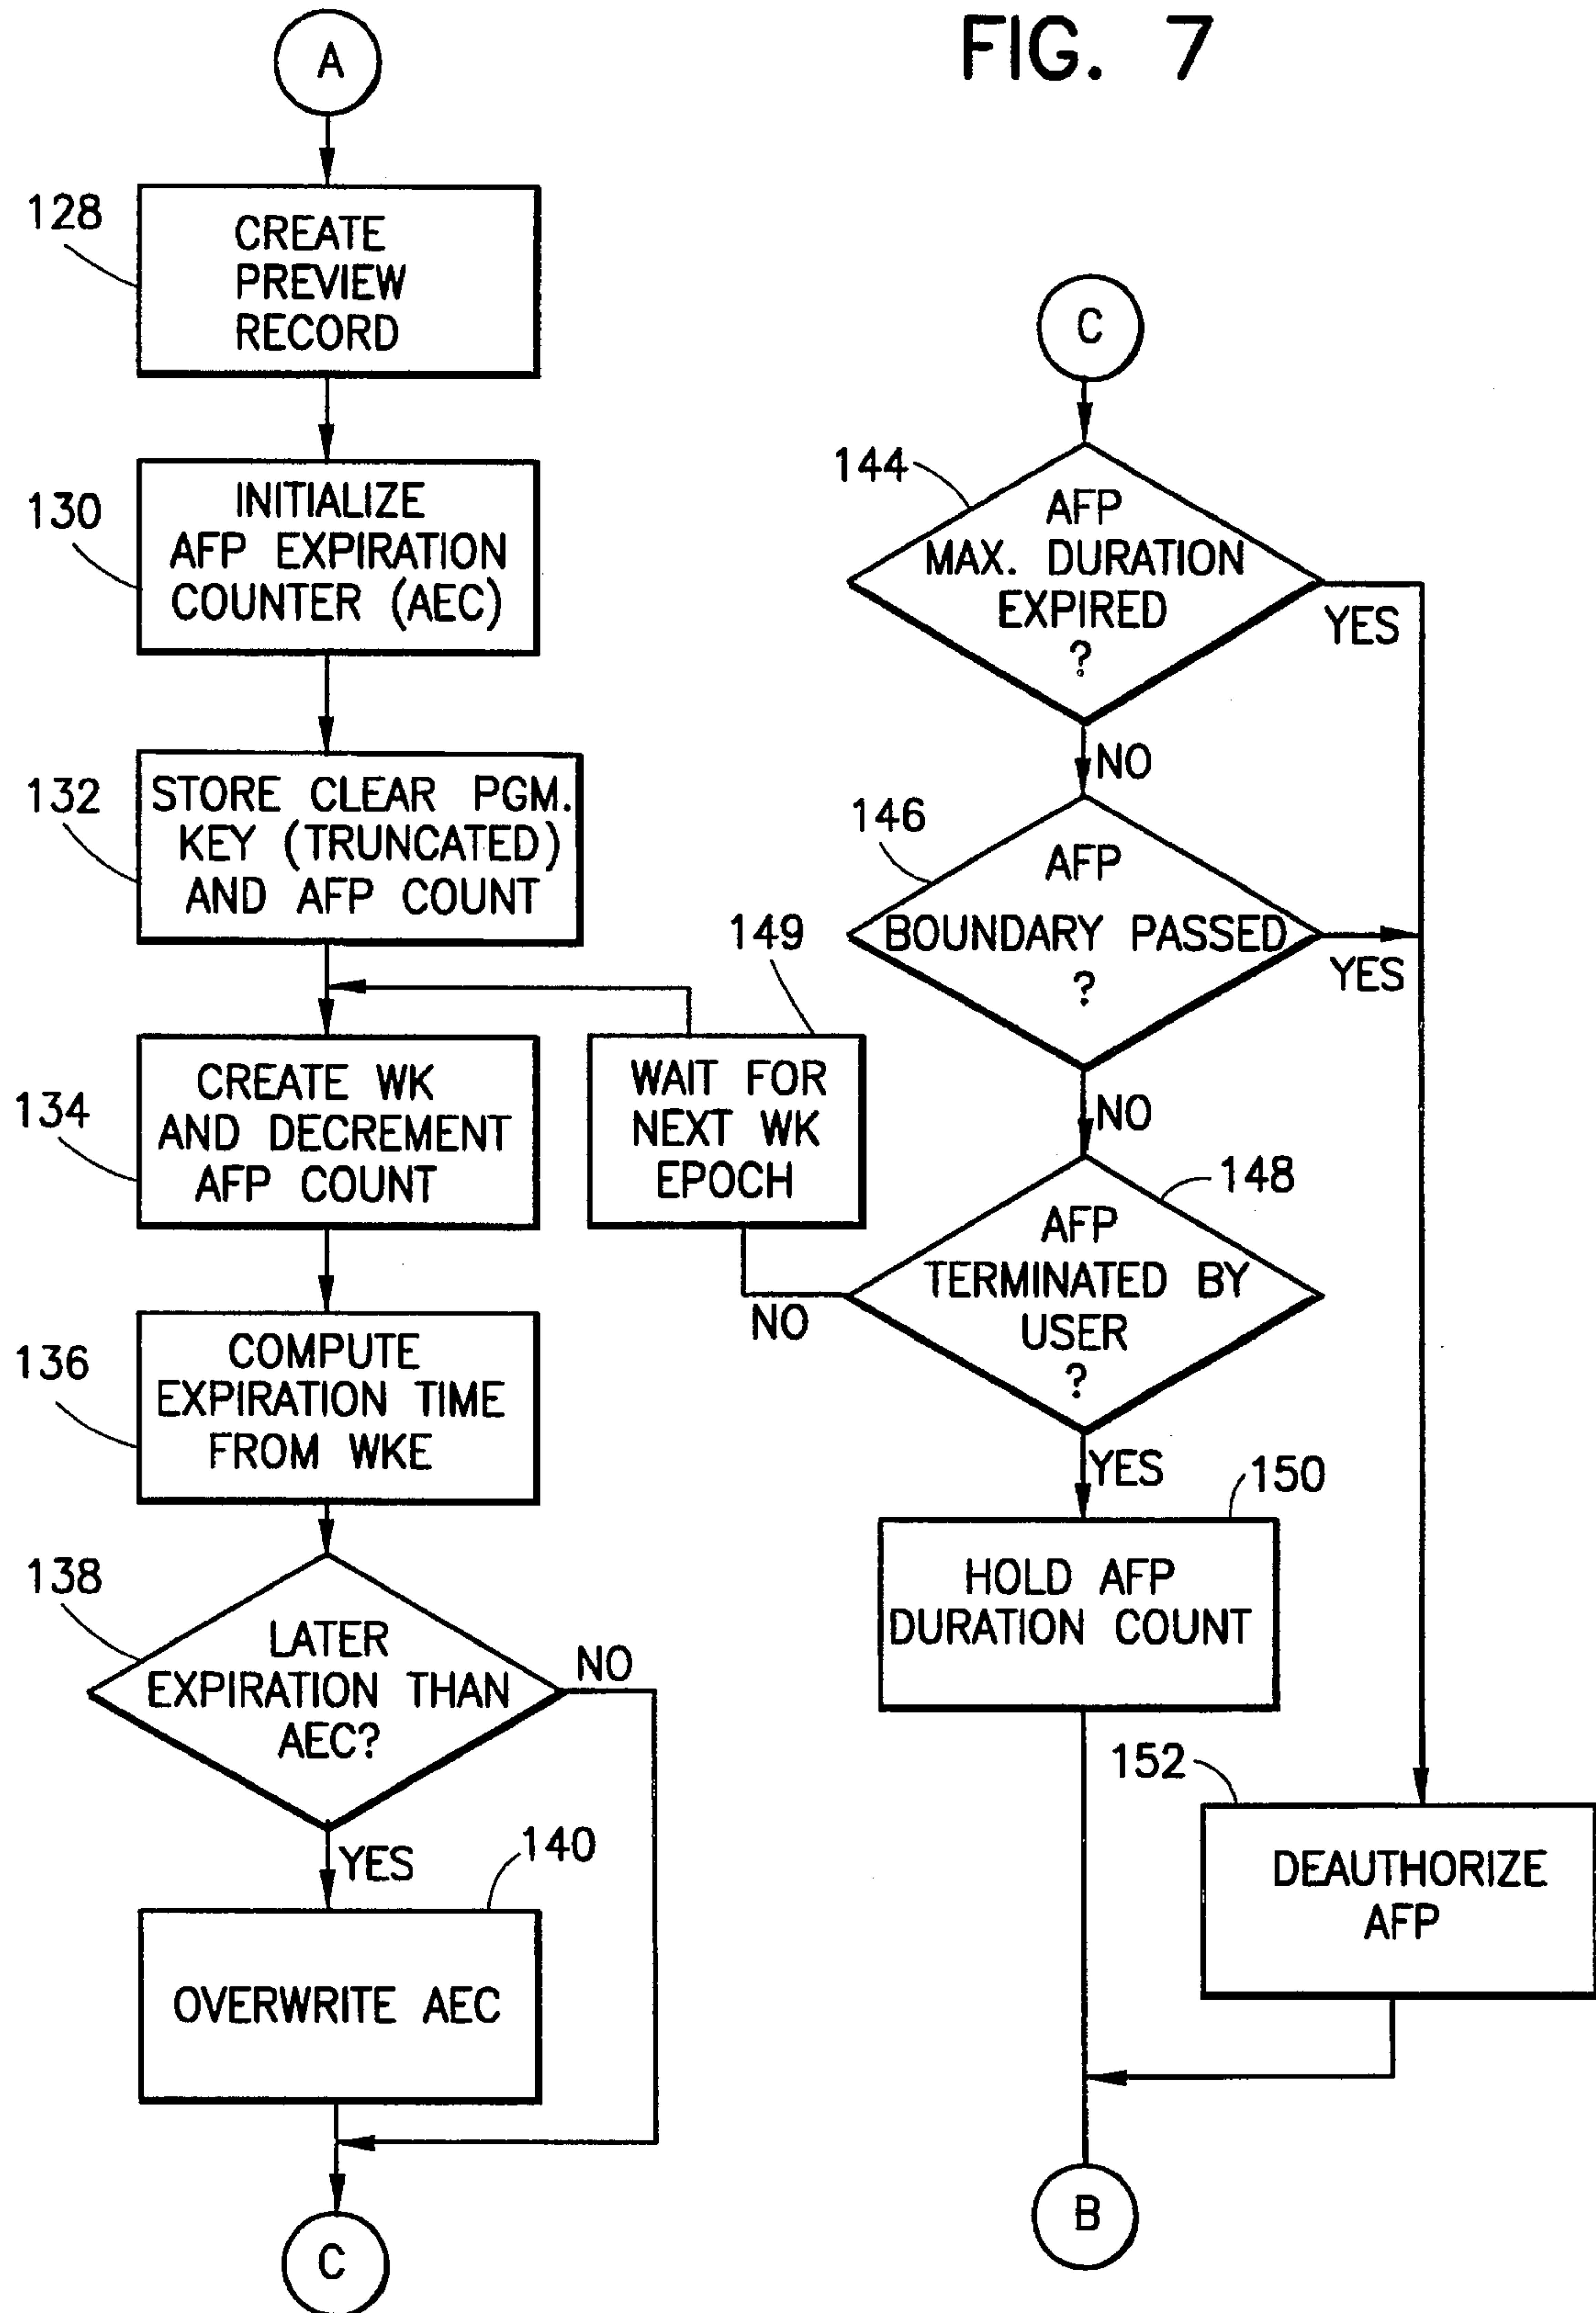 FIG. 7
A
128
CREATE
PREVIEW
RECORD
130
INITIALIZE
AFP EXPIRATION
COUNTER (AEC)
132
STORE CLEAR PGM.
KEY (TRUNCATED)
AND AFP COUNT
134
CREATE WK
AND DECREMENT
AFP COUNT
149
WAIT FOR
NEXT WK
EPOCH
136
COMPUTE
EXPIRATION TIME
FROM WKE
138
LATER
EXPIRATION THAN
AEC?
NO
YES
140
OVERWRITE AEC
C
C
144
AFP
MAX. DURATION
EXPIRED
?
YES
NO
146
AFP
BOUNDARY PASSED
?
YES
NO
148
AFP
TERMINATED BY
USER
?
NO
YES
150
HOLD AFP
DURATION COUNT
152
DEAUTHORIZE
AFP
B